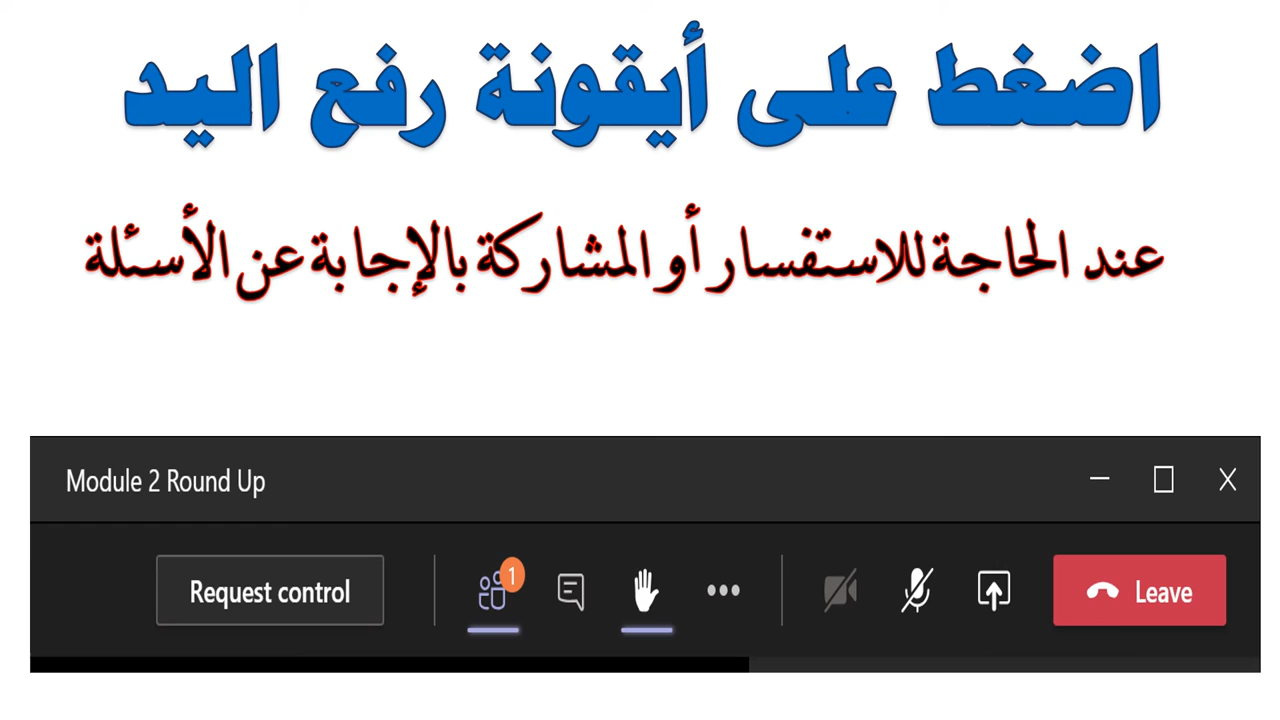 اضغط على أيقونة رفع اليد
عند الحاجة للاستفسار أو المشاركة بالإجابة عن الأسئلة
Module 2 Round Up
Request control
1
Leave